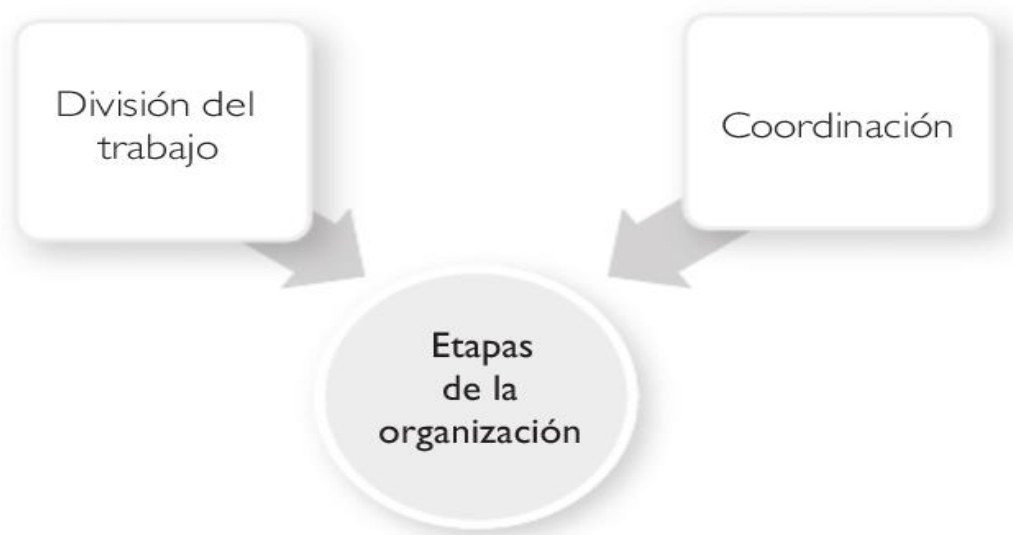 División del
trabajo
Coordinación
Etapas
de la
organización